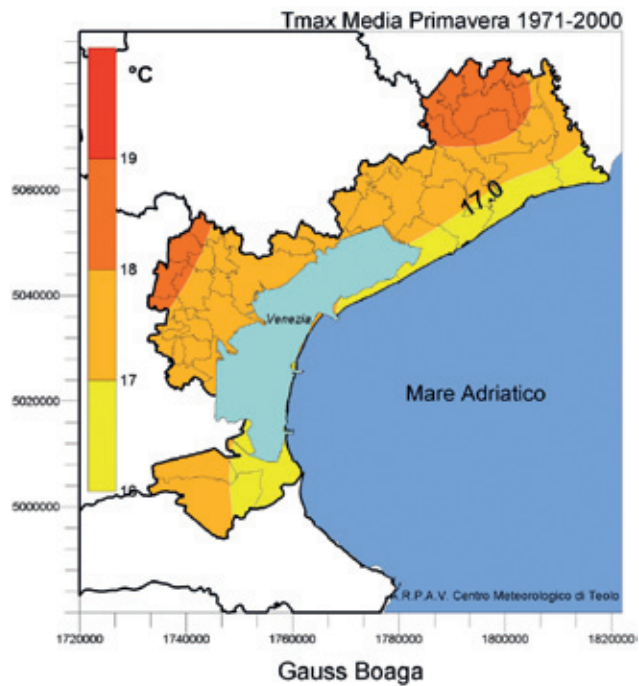 Tmax Media Primavera 1971-2000
°C
19
18
17
16
17,0
Venezia
Mare Adriatico
A.R.P.A.V. Centro Meteorologico di Teolo
5060000
5040000
5020000
5000000
1720000 1740000 1760000 1780000 1800000 1820000
Gauss Boaga